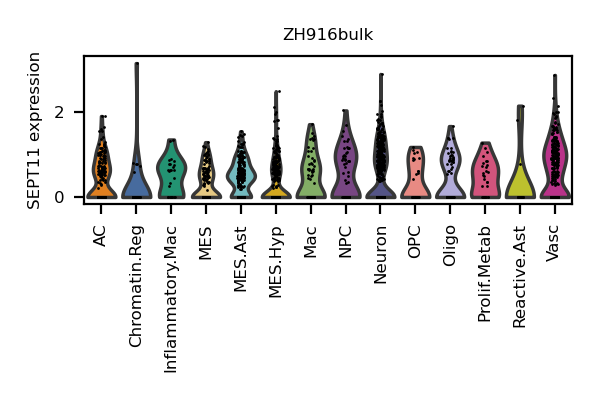 ZH916bulk
SEPT11 expression
2
0
AC
Chromatin.Reg
Inflammatory.Mac
MES
MES.Ast
MES.Hyp
Mac
NPC
Neuron
OPC
Oligo
Prolif.Metab
Reactive.Ast
Vasc